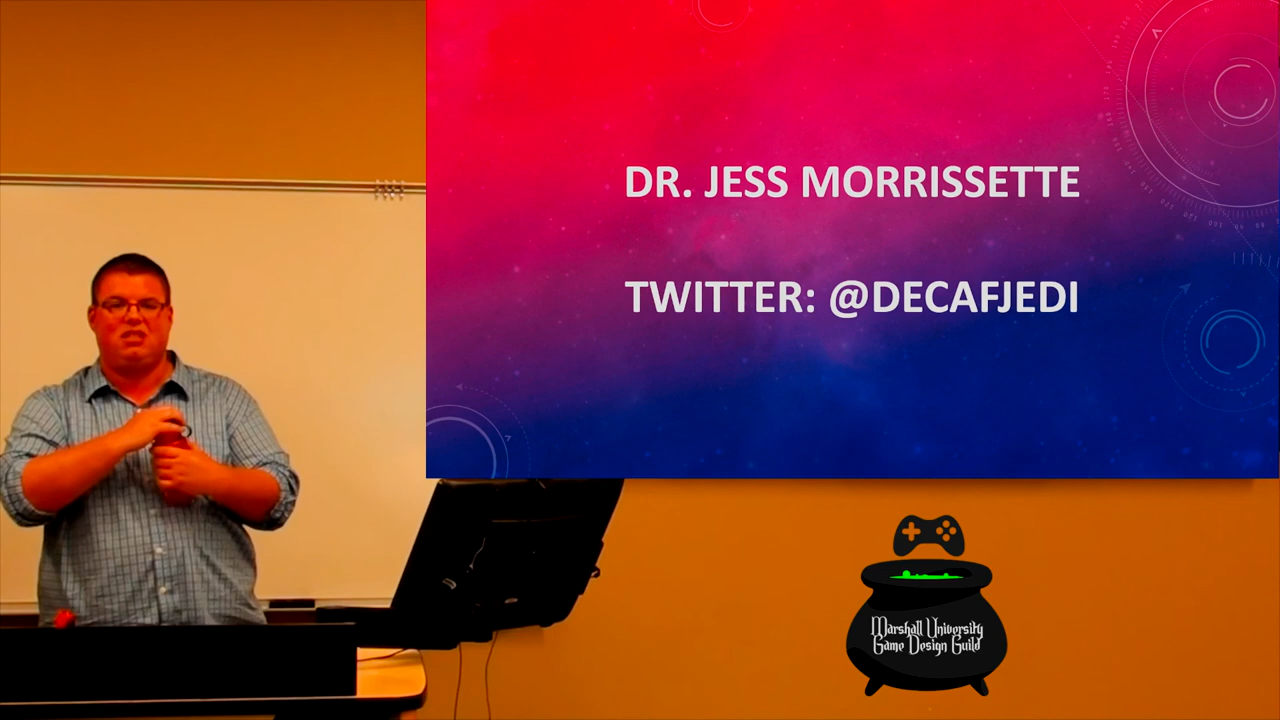 DR. JESS MORRISSETTE
TWITTER: @DECAFJEDI
Marshall University
Game Design Guild